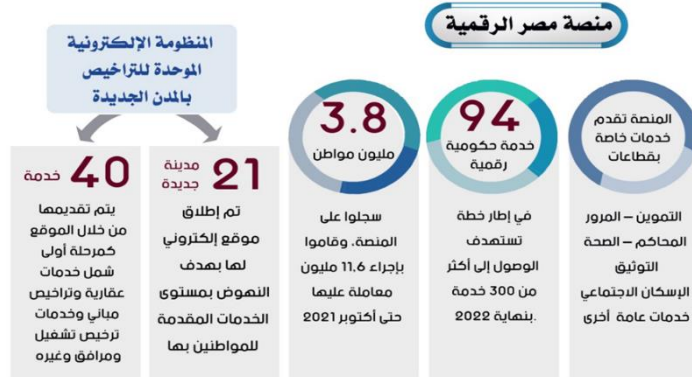 منصة مصر الرقمية
المنصة تقدم
خدمات خاصة
بقطاعات
التموين – المرور
المحاكم – الصحة
التوثيق
الإسكان الاجتماعي
خدمات عامة أخرى
94
خدمة حكومية
رقمية
في إطار خطة
تستهدف
الوصول إلى أكثر
من 300 خدمة
بنهاية 2022.
3.8
مليون مواطن
سجلوا على
المنصة، وقاموا
بإجراء 11,6 مليون
معاملة عليها
حتى أكتوبر 2021
المنظومة الإلكترونية
الموحدة للتراخيص
بالمدن الجديدة
21 مدينة
جديدة
تم إطلاق
موقع إلكتروني
لها بهدف
النهوض بمستوى
الخدمات المقدمة
للمواطنين بها
40 خدمة
يتم تقديمها
من خلال الموقع
كمرحلة أولى
شمل خدمات
عقارية وتراخيص
مباني وخدمات
ترخيص تشغيل
ومرافق وغيره